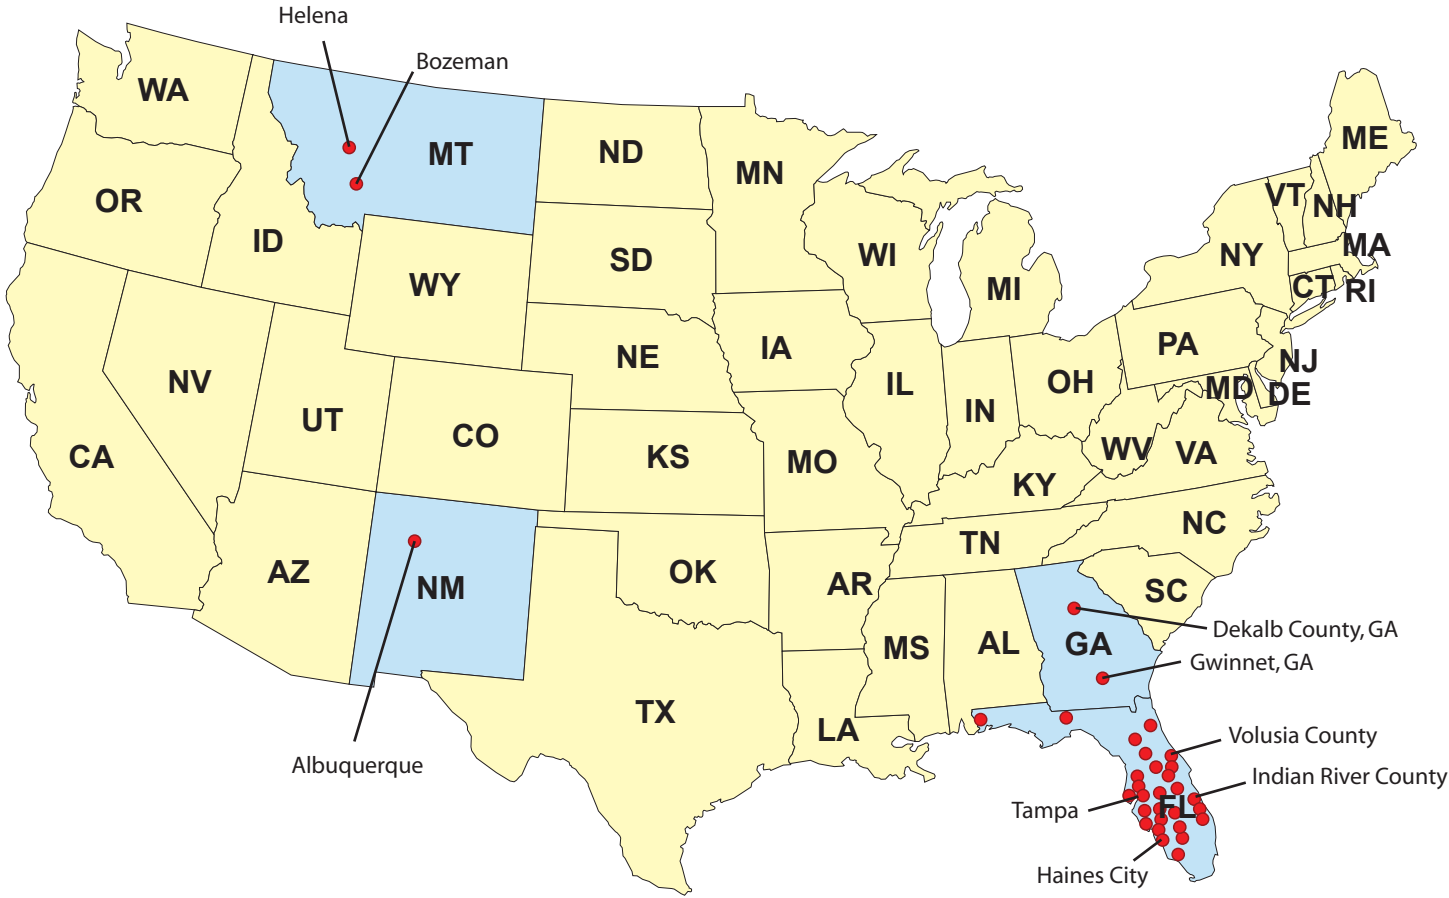 Helena
Bozeman
WA
MT
ND
MN
ME
OR
VT
NH
ID
SD
WI
NY
MA
WY
MI
CT
RI
IA
PA
NE
NJ
NV
IL
IN
OH
MD
DE
UT
CO
CA
KS
MO
WV
VA
KY
NC
TN
AZ
NM
OK
AR
SC
MS
AL
GA
Dekalb County, GA
Gwinnet, GA
TX
LA
Volusia County
Albuquerque
Indian River County
Tampa
FL
Haines City